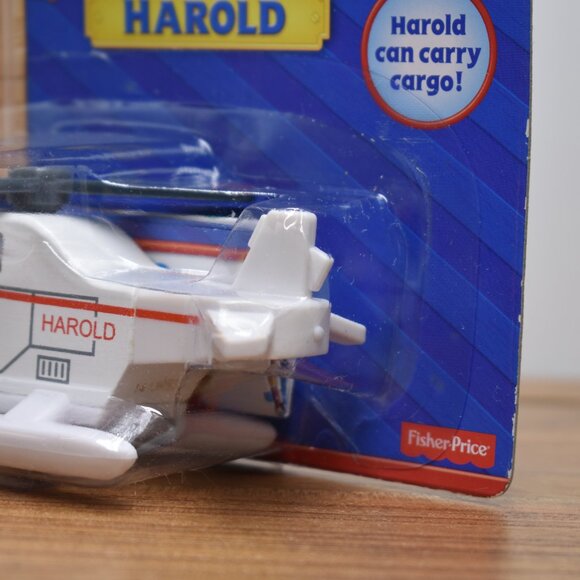 HAROLD
Harold
can carry
cargo!
HAROLD
Fisher-Price